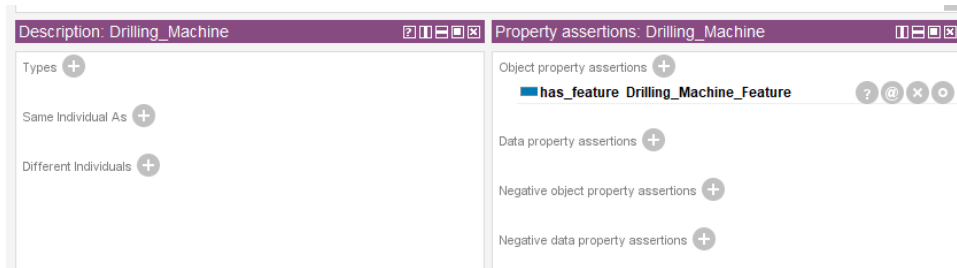 Description: Drilling_Machine
Types
Same Individual As
Different Individuals
Property assertions: Drilling_Machine
Object property assertions
has_feature Drilling_Machine_Feature
Data property assertions
Negative object property assertions
Negative data property assertions